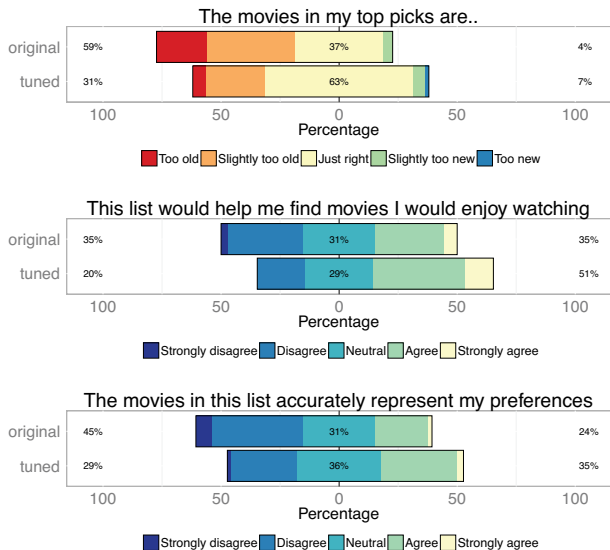 The movies in my top picks are..
original 59% 37% 4%
tuned 31% 63% 7%
100 50 0 50 100
Percentage
Too old Slightly too old Just right Slightly too new Too new
This list would help me find movies I would enjoy watching
original 35% 31% 35%
tuned 20% 29% 51%
100 50 0 50 100
Percentage
Strongly disagree Disagree Neutral Agree Strongly agree
The movies in this list accurately represent my preferences
original 45% 31% 24%
tuned 29% 36% 35%
100 50 0 50 100
Percentage
Strongly disagree Disagree Neutral Agree Strongly agree